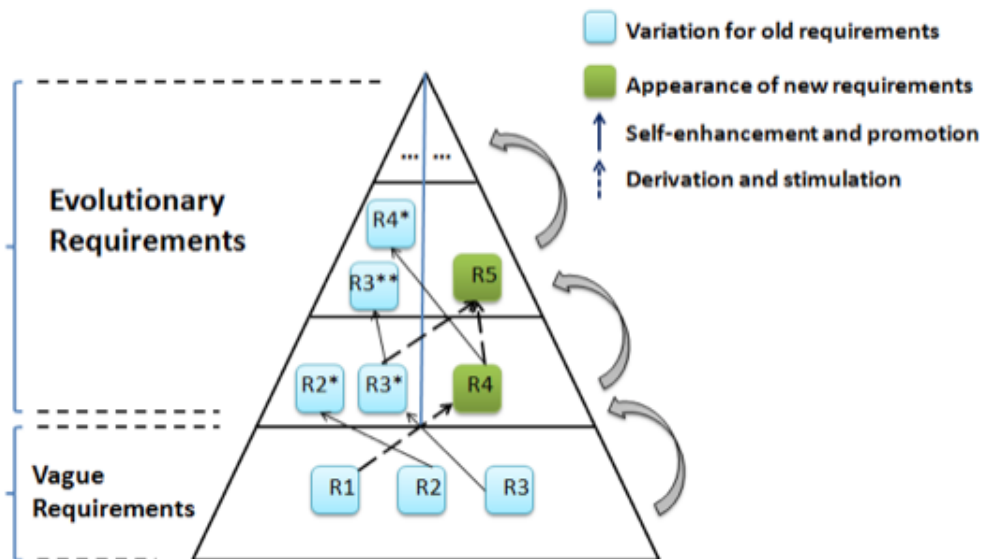 Variation for old requirements
Appearance of new requirements
Self-enhancement and promotion
Derivation and stimulation
... ...
Evolutionary
Requirements
R4*
R3** R5
R2* R3* R4
Vague
Requirements
R1 R2 R3